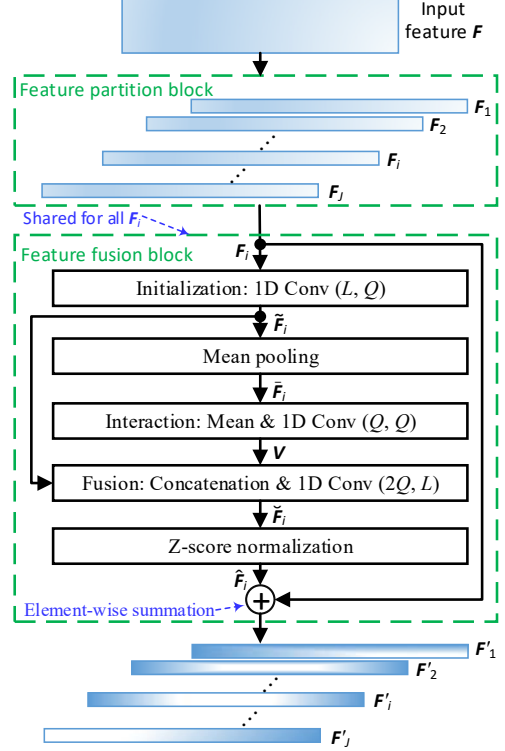 Input
feature F
Feature partition block
F1
F2
Fi
FJ
Shared for all Fi
Feature fusion block
Fi
Initialization: 1D Conv (L, Q)
F̃i
Mean pooling
F̄i
Interaction: Mean & 1D Conv (Q, Q)
V
Fusion: Concatenation & 1D Conv (2Q, L)
F̆i
Z-score normalization
F̂i
Element-wise summation
+
F'1
F'2
F'i
F'J